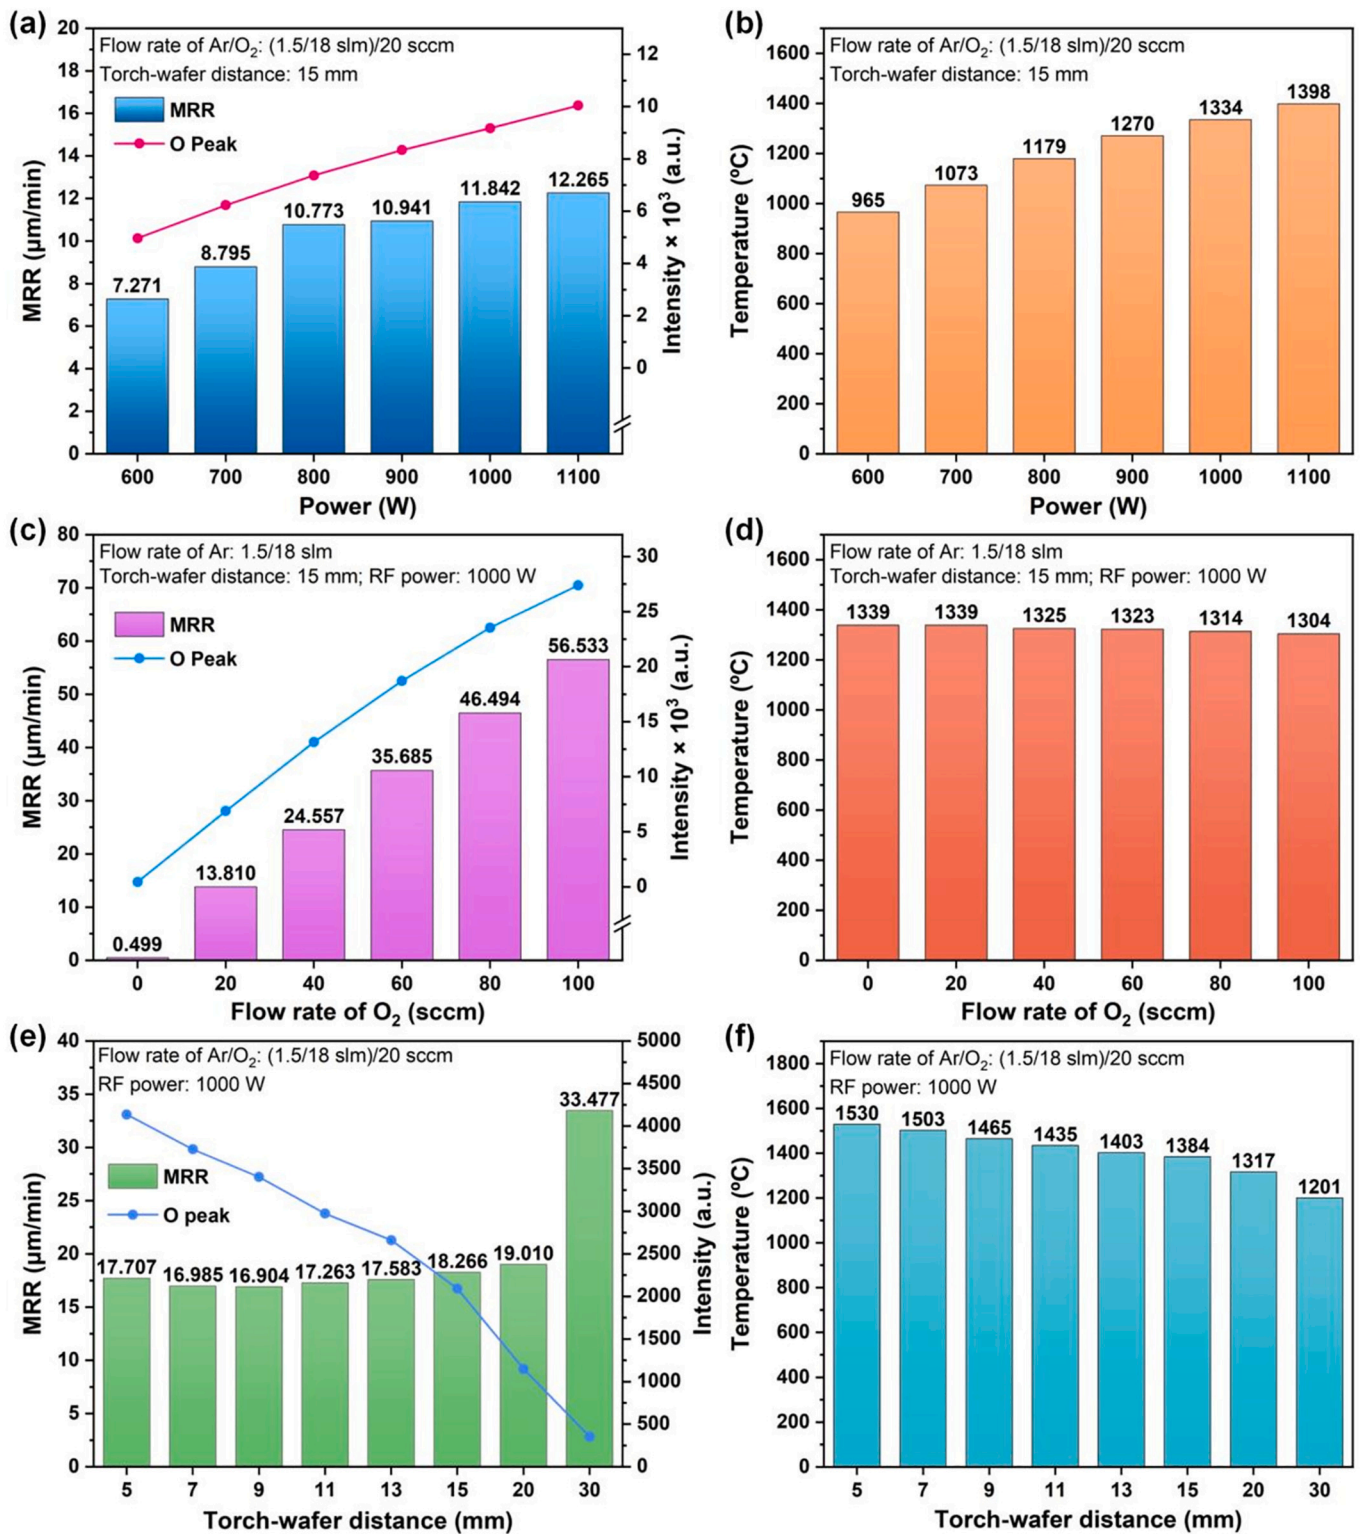 (a)
Flow rate of Ar/O₂: (1.5/18 slm)/20 sccm
Torch-wafer distance: 15 mm
MRR
O Peak
MRR (μm/min)
20
18
16
14
12
10
8
6
4
2
0
7.271
8.795
10.773
10.941
11.842
12.265
12
10
8
6
4
2
0
Intensity × 10³ (a.u.)
600 700 800 900 1000 1100
Power (W)
(b)
Flow rate of Ar/O₂: (1.5/18 slm)/20 sccm
Torch-wafer distance: 15 mm
Temperature (ºC)
1600
1400
1200
1000
800
600
400
200
0
965
1073
1179
1270
1334
1398
600 700 800 900 1000 1100
Power (W)
(c)
Flow rate of Ar: 1.5/18 slm
Torch-wafer distance: 15 mm; RF power: 1000 W
MRR
O Peak
MRR (μm/min)
80
70
60
50
40
30
20
10
0
0.499
13.810
24.557
35.685
46.494
56.533
30
25
20
15
10
5
0
Intensity × 10³ (a.u.)
0 20 40 60 80 100
Flow rate of O₂ (sccm)
(d)
Flow rate of Ar: 1.5/18 slm
Torch-wafer distance: 15 mm; RF power: 1000 W
Temperature (ºC)
1600
1400
1200
1000
800
600
400
200
0
1339 1339 1325 1323 1314 1304
0 20 40 60 80 100
Flow rate of O₂ (sccm)
(e)
Flow rate of Ar/O₂: (1.5/18 slm)/20 sccm
RF power: 1000 W
MRR
O peak
MRR (μm/min)
40
35
30
25
20
15
10
5
0
17.707 16.985 16.904 17.263 17.583 18.266 19.010 33.477
5000
4500
4000
3500
3000
2500
2000
1500
1000
500
0
Intensity (a.u.)
5 7 9 11 13 15 20 30
Torch-wafer distance (mm)
(f)
Flow rate of Ar/O₂: (1.5/18 slm)/20 sccm
RF power: 1000 W
Temperature (ºC)
1800
1600
1400
1200
1000
800
600
400
200
0
1530 1503 1465 1435 1403 1384 1317 1201
5 7 9 11 13 15 20 30
Torch-wafer distance (mm)